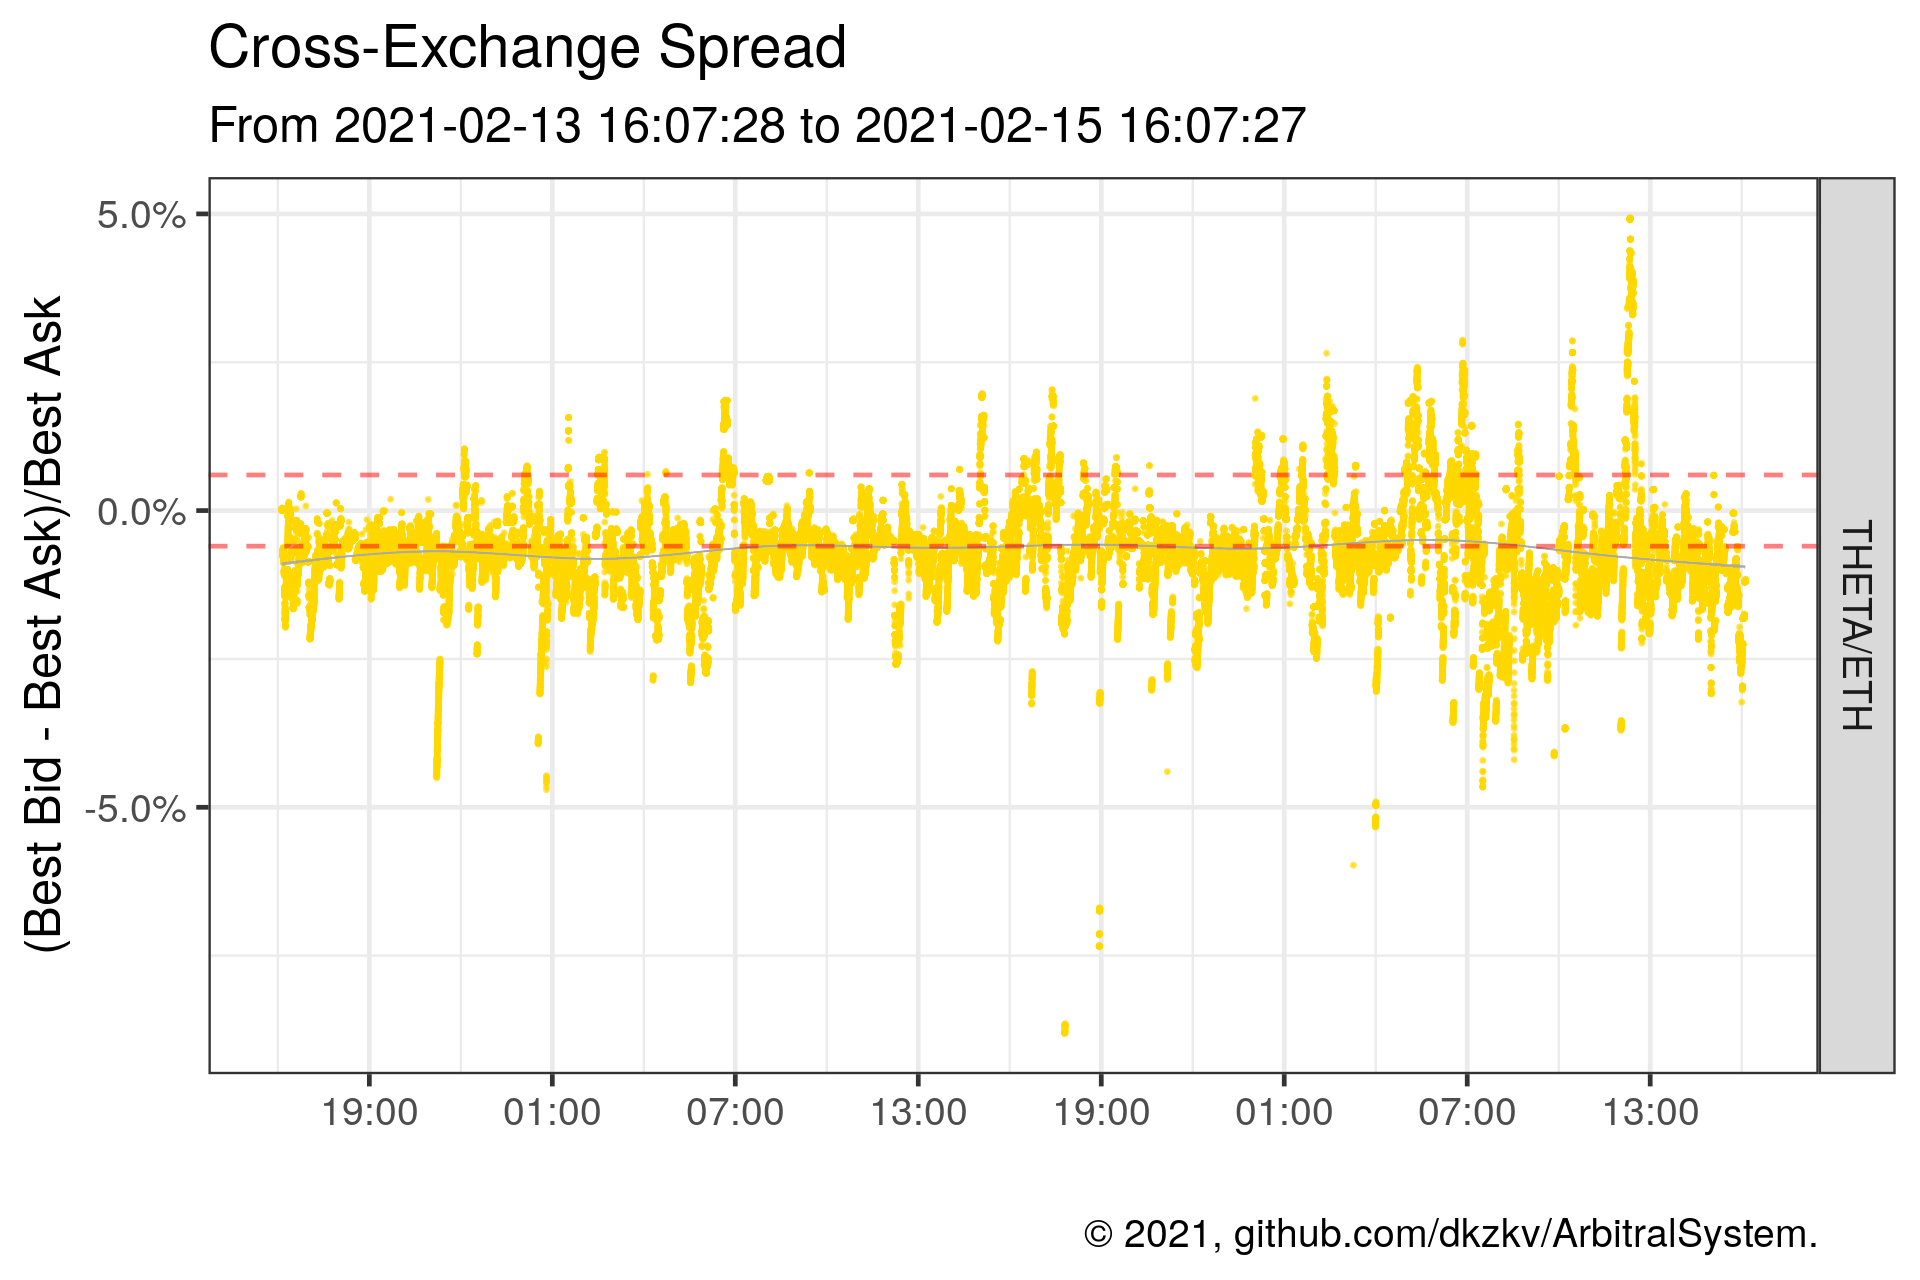 Cross-Exchange Spread
From 2021-02-13 16:07:28 to 2021-02-15 16:07:27
(Best Bid - Best Ask)/Best Ask
5.0%
0.0%
-5.0%
THETA/ETH
19:00 01:00 07:00 13:00 19:00 01:00 07:00 13:00
© 2021, github.com/dkzkv/ArbitralSystem.